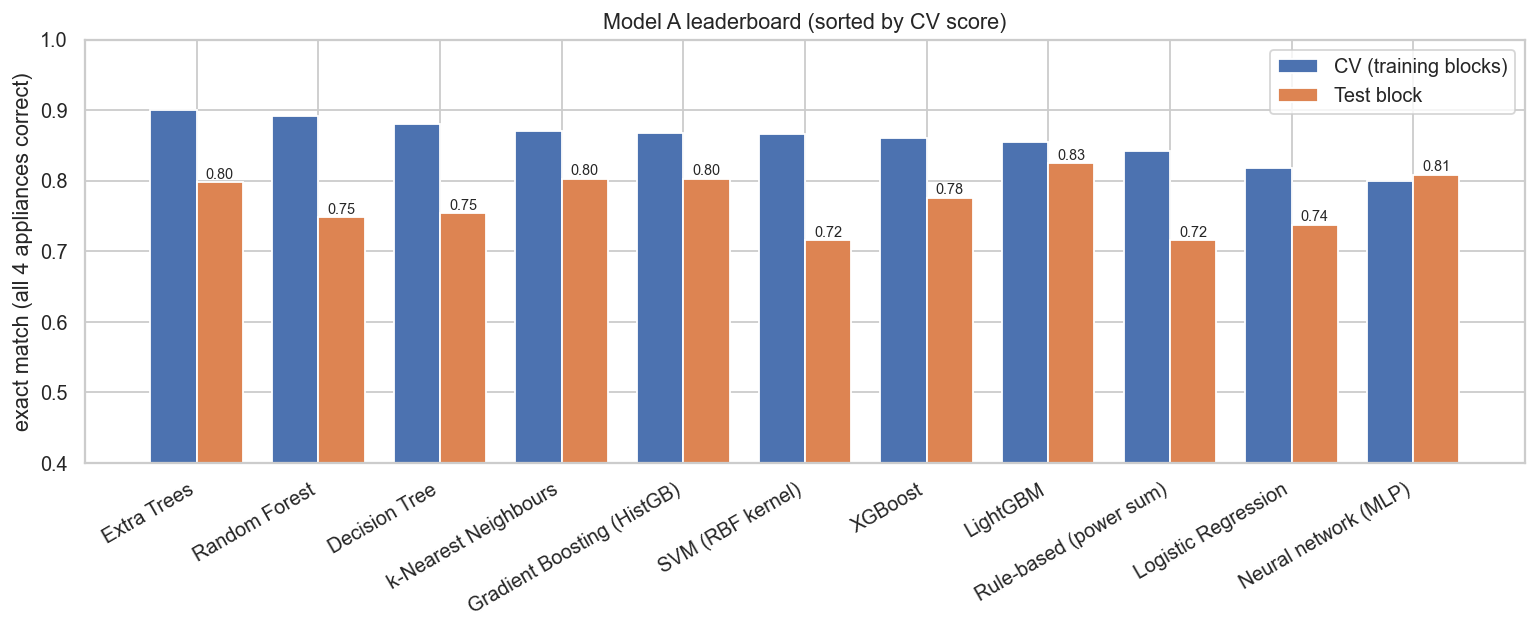 Model A leaderboard (sorted by CV score)
exact match (all 4 appliances correct)
1.0
0.9
0.8
0.7
0.6
0.5
0.4
CV (training blocks)
Test block
0.80
0.75
0.75
0.80
0.80
0.72
0.78
0.83
0.72
0.74
0.81
Extra Trees
Random Forest
Decision Tree
k-Nearest Neighbours
Gradient Boosting (HistGB)
SVM (RBF kernel)
XGBoost
LightGBM
Rule-based (power sum)
Logistic Regression
Neural network (MLP)